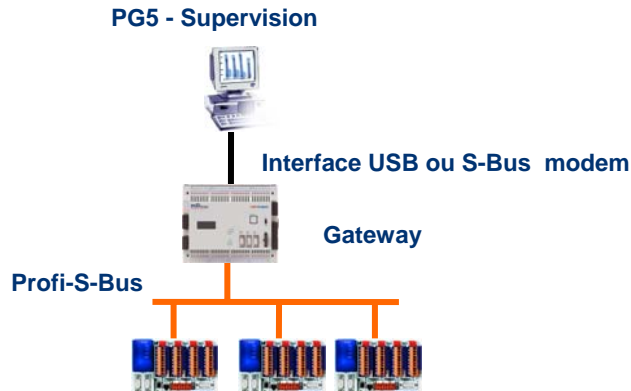 PG5 - Supervision
Interface USB ou S-Bus modem
Gateway
Profi-S-Bus